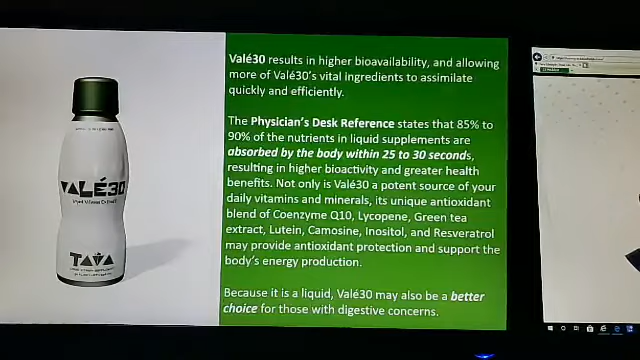 Valé30 results in higher bioavailability, and allowing
more of Valé30's vital ingredients to assimilate
quickly and efficiently.
The Physician's Desk Reference states that 85% to
90% of the nutrients in liquid supplements are
absorbed by the body within 25 to 30 seconds,
resulting in higher bioactivity and greater health
benefits. Not only is Valé30 a potent source of your
daily vitamins and minerals, its unique antioxidant
blend of Coenzyme Q10, Lycopene, Green tea
extract, Lutein, Camosine, Inositol, and Resveratrol
may provide antioxidant protection and support the
body's energy production.
Because it is a liquid, Valé30 may also be a better
choice for those with digestive concerns.
VALÉ30
TAVA